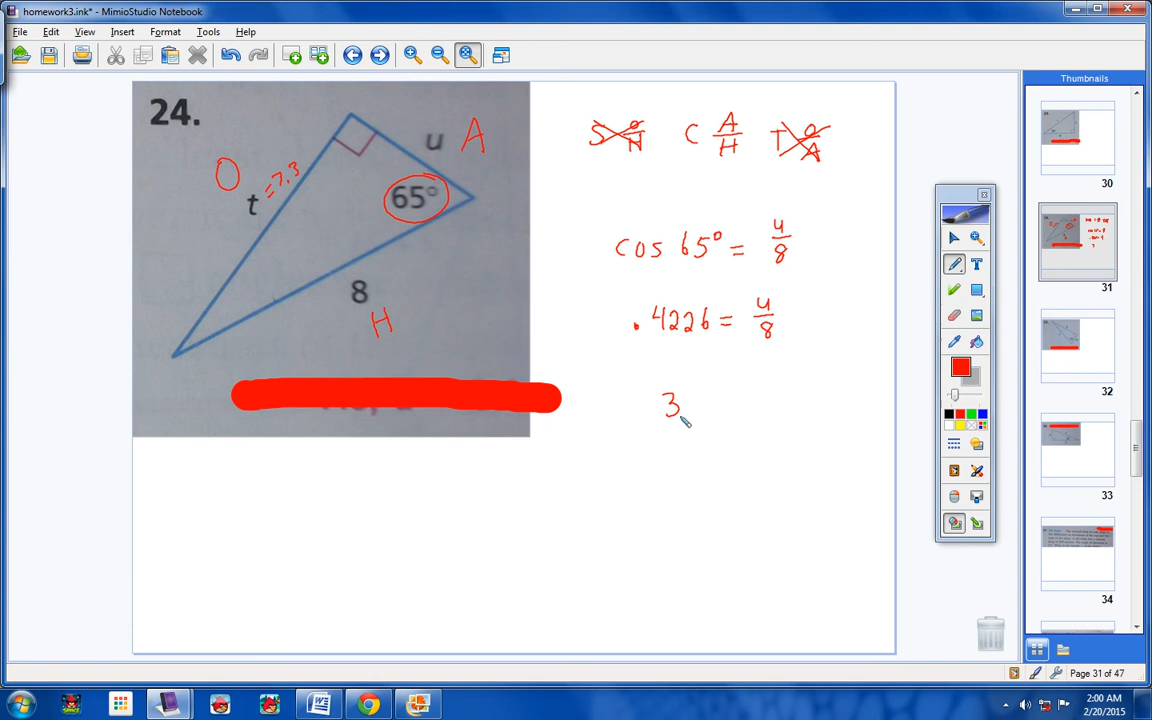 homework3.ink* - MimioStudio Notebook
File Edit View Insert Format Tools Help
Thumbnails
24.
O
t
=7.3
u
A
65°
8
H
S O/H C A/H T O/A
cos 65° = u/8
.4226 = u/8
3
T
30
31
32
33
34
Page 31 of 47
2:00 AM
2/20/2015